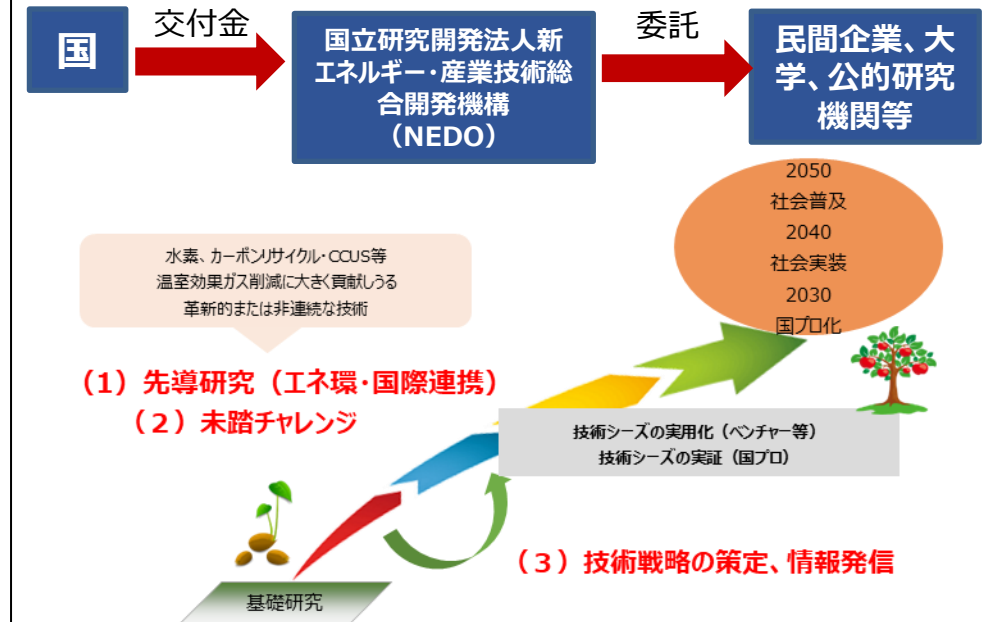 国
交付金
国立研究開発法人新
エネルギー・産業技術総
合開発機構
（NEDO）
委託
民間企業、大
学、公的研究
機関等
2050
社会普及
2040
社会実装
2030
国プロ化
水素、カーボンリサイクル・CCUS等
温室効果ガス削減に大きく貢献しうる
革新的または非連続な技術
（1）先導研究（エネ環・国際連携）
（２）未踏チャレンジ
技術シーズの実用化（ベンチャー等）
技術シーズの実証（国プロ）
（３）技術戦略の策定、情報発信
基礎研究